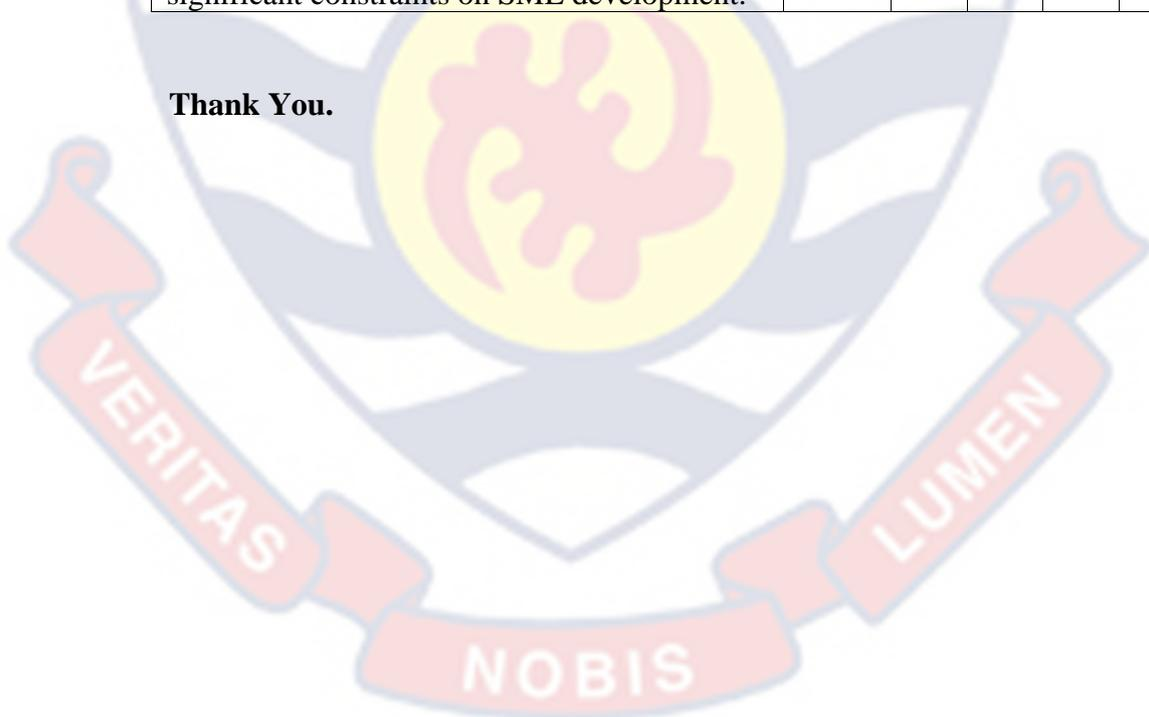 significant constraints on SME development.
Thank You.
VERITAS
NOBIS
LUMEN